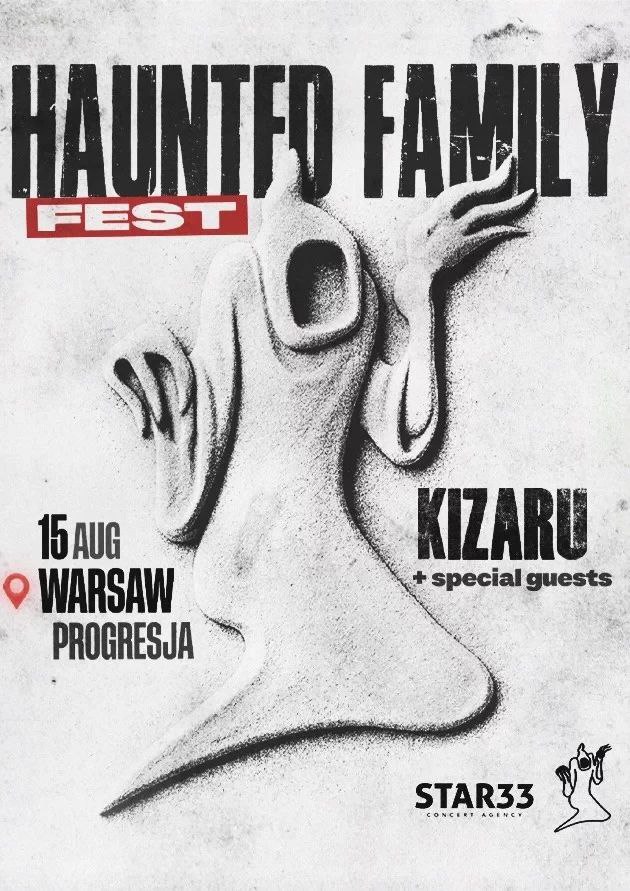 HAUNTED FAMILY
FEST
15 AUG
WARSAW
PROGRESJA
KIZARU
+ special guests
STAR33
CONCERT AGENCY